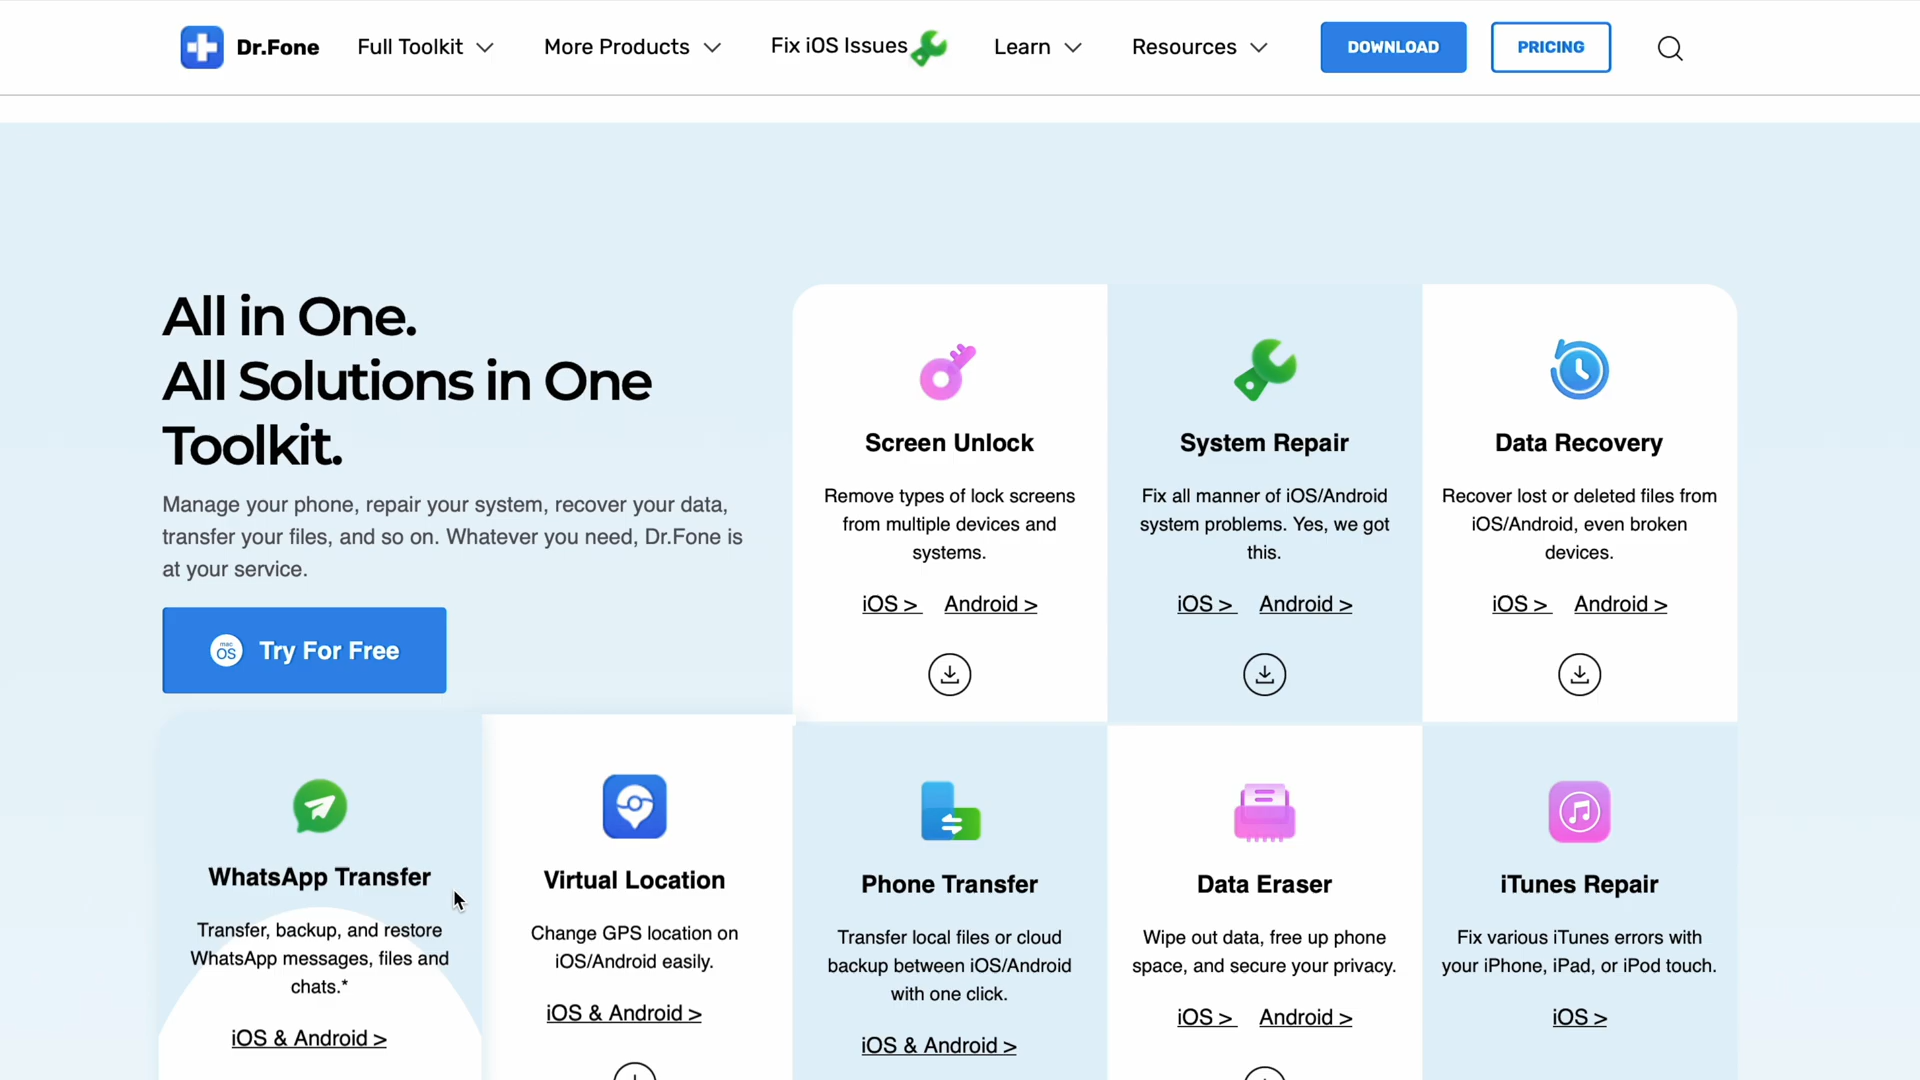 Dr.Fone
Full Toolkit
More Products
Fix iOS Issues
Learn
Resources
DOWNLOAD
PRICING
All in One.
All Solutions in One
Toolkit.
Manage your phone, repair your system, recover your data,
transfer your files, and so on. Whatever you need, Dr.Fone is
at your service.
mac
OS
Try For Free
Screen Unlock
Remove types of lock screens
from multiple devices and
systems.
iOS >
Android >
System Repair
Fix all manner of iOS/Android
system problems. Yes, we got
this.
iOS >
Android >
Data Recovery
Recover lost or deleted files from
iOS/Android, even broken
devices.
iOS >
Android >
WhatsApp Transfer
Transfer, backup, and restore
WhatsApp messages, files and
chats.*
iOS & Android >
Virtual Location
Change GPS location on
iOS/Android easily.
iOS & Android >
Phone Transfer
Transfer local files or cloud
backup between iOS/Android
with one click.
iOS & Android >
Data Eraser
Wipe out data, free up phone
space, and secure your privacy.
iOS >
Android >
iTunes Repair
Fix various iTunes errors with
your iPhone, iPad, or iPod touch.
iOS >